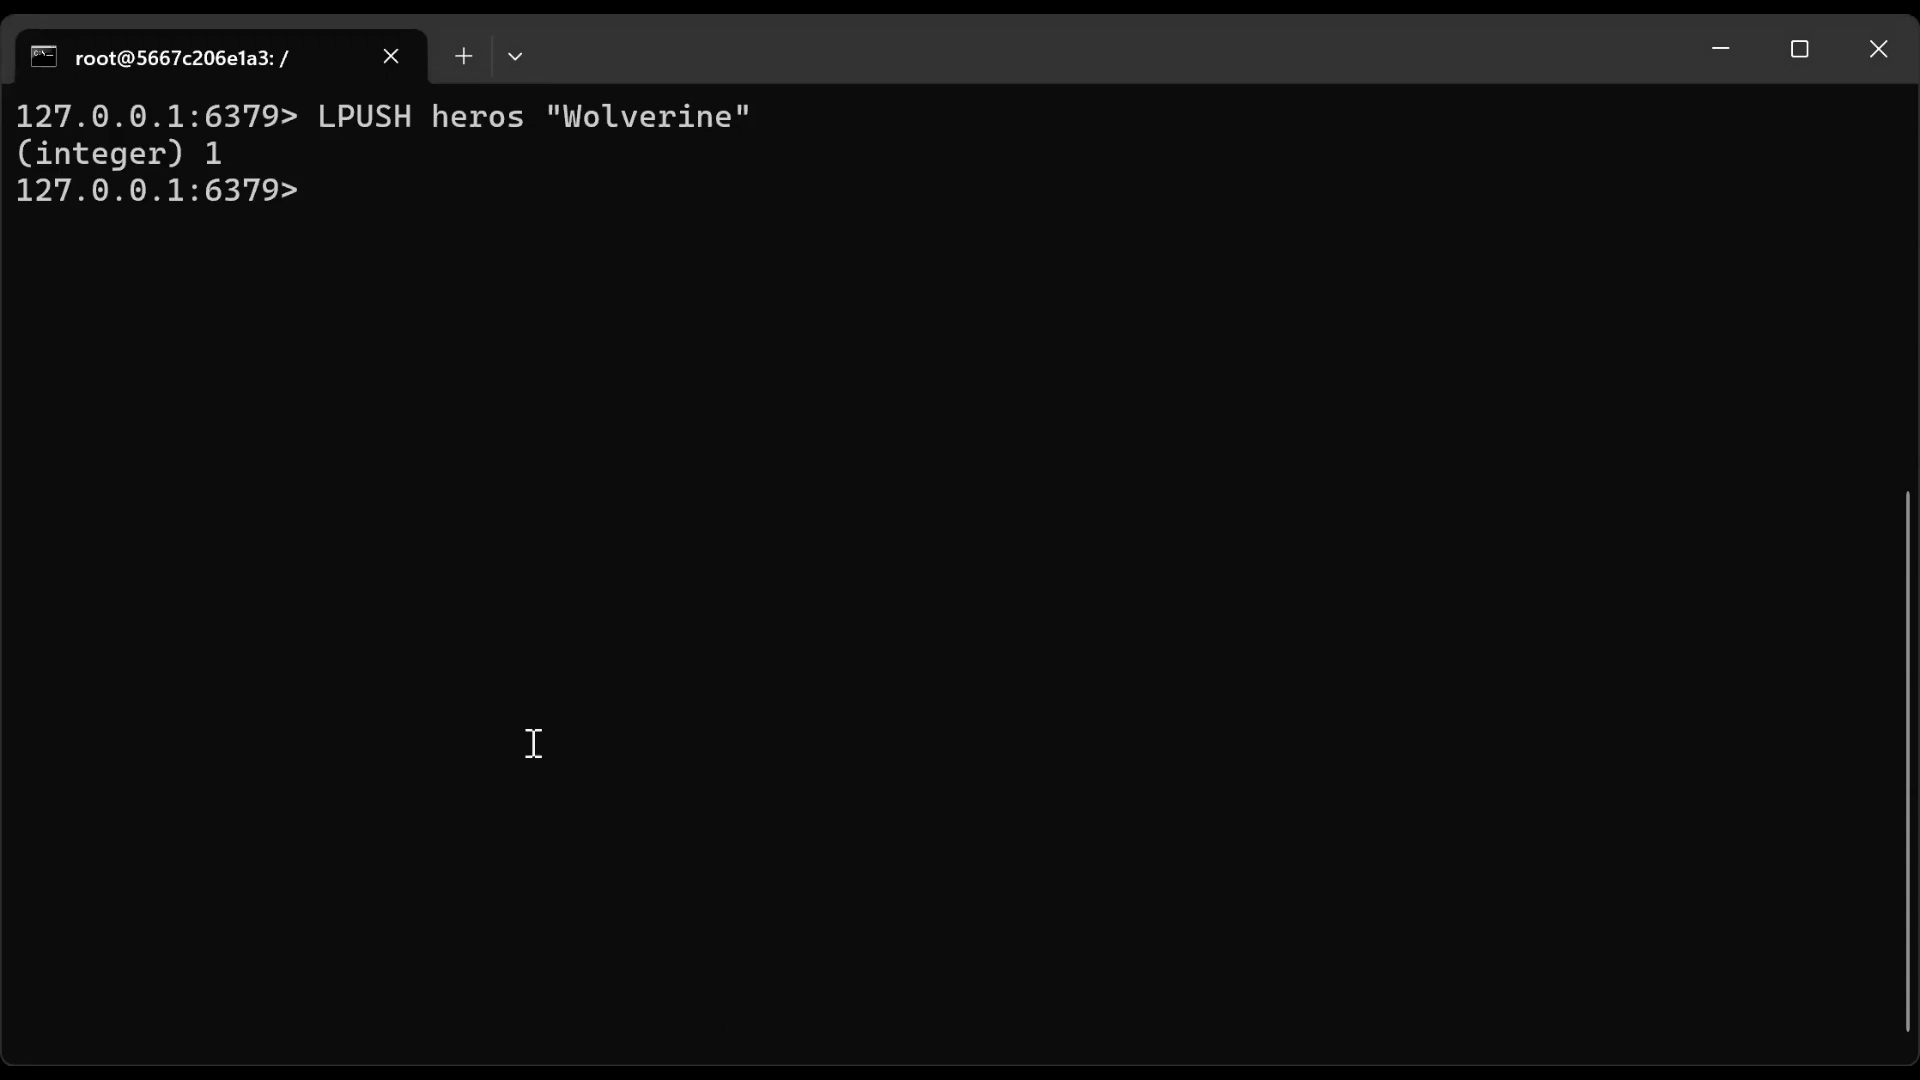 root@5667c206e1a3: /
127.0.0.1:6379> LPUSH heros "Wolverine"
(integer) 1
127.0.0.1:6379>